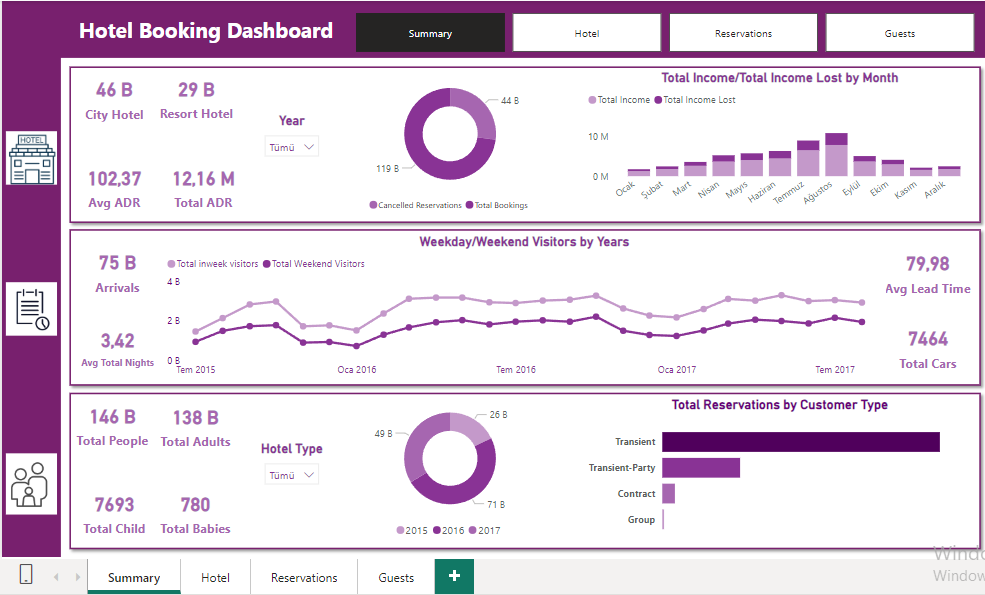 Hotel Booking Dashboard
Summary
Hotel
Reservations
Guests
HOTEL
46 B
City Hotel
29 B
Resort Hotel
102,37
Avg ADR
12,16 M
Total ADR
Year
Tümü
44 B
119 B
Cancelled Reservations
Total Bookings
Total Income/Total Income Lost by Month
Total Income
Total Income Lost
10 M
0 M
Ocak
Şubat
Mart
Nisan
Mayıs
Haziran
Temmuz
Ağustos
Eylül
Ekim
Kasım
Aralık
Weekday/Weekend Visitors by Years
75 B
Arrivals
3,42
Avg Total Nights
Total inweek visitors
Total Weekend Visitors
4 B
2 B
0 B
Tem 2015
Oca 2016
Tem 2016
Oca 2017
Tem 2017
79,98
Avg Lead Time
7464
Total Cars
146 B
Total People
138 B
Total Adults
7693
Total Child
780
Total Babies
Hotel Type
Tümü
26 B
49 B
71 B
2015
2016
2017
Total Reservations by Customer Type
Transient
Transient-Party
Contract
Group
Summary
Hotel
Reservations
Guests
+